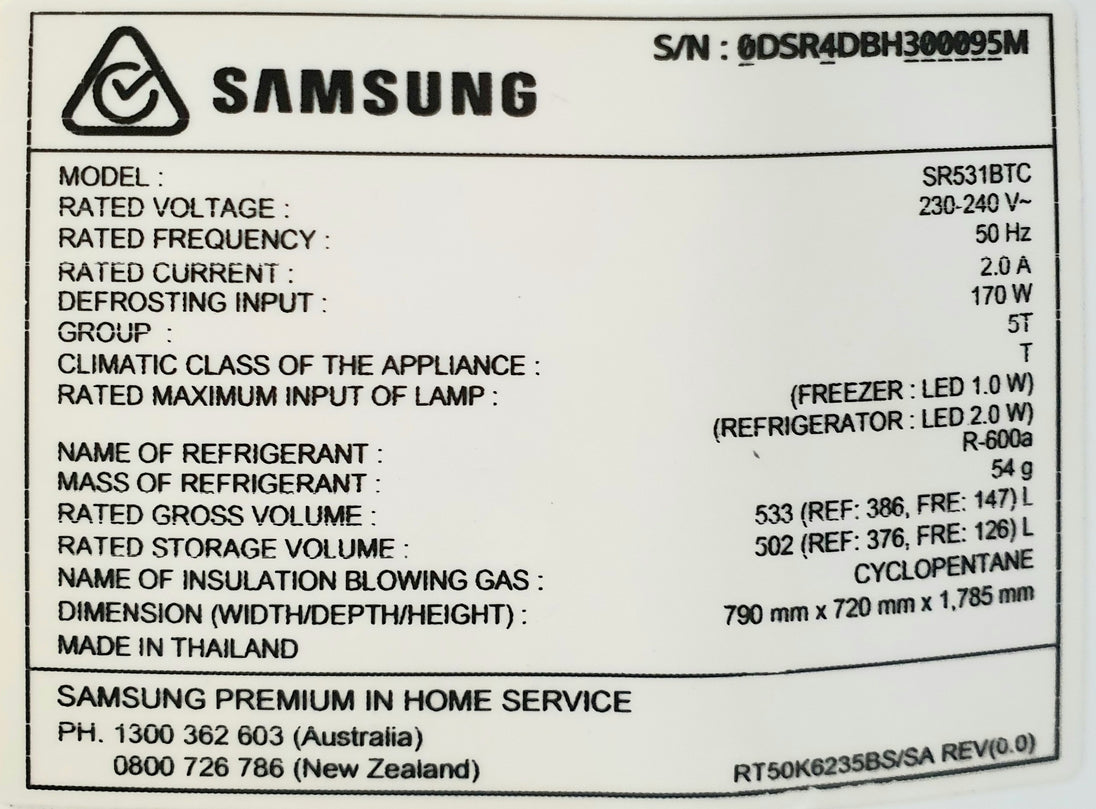 S/N : 0DSR4DBH300095M
SAMSUNG
MODEL : SR531BTC
RATED VOLTAGE : 230-240 V~
RATED FREQUENCY : 50 Hz
RATED CURRENT : 2.0 A
DEFROSTING INPUT : 170 W
GROUP : 5T
CLIMATIC CLASS OF THE APPLIANCE : T
RATED MAXIMUM INPUT OF LAMP : (FREEZER : LED 1.0 W)
(REFRIGERATOR : LED 2.0 W)
NAME OF REFRIGERANT : R-600a
MASS OF REFRIGERANT : 54 g
RATED GROSS VOLUME : 533 (REF: 386, FRE: 147) L
RATED STORAGE VOLUME : 502 (REF: 376, FRE: 126) L
NAME OF INSULATION BLOWING GAS : CYCLOPENTANE
DIMENSION (WIDTH/DEPTH/HEIGHT) : 790 mm x 720 mm x 1,785 mm
MADE IN THAILAND
SAMSUNG PREMIUM IN HOME SERVICE
PH. 1300 362 603 (Australia)
0800 726 786 (New Zealand)
RT50K6235BS/SA REV(0.0)